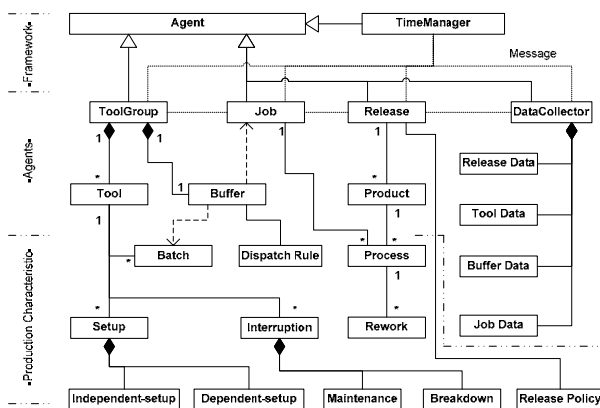 Framework
Agent
TimeManager
Message
Agents
ToolGroup
Job
Release
DataCollector
1
1
1
1
Release Data
*
1
*
Tool
Buffer
Product
Tool Data
1
1
*
*
*
Batch
Dispatch Rule
Process
Buffer Data
1
Production Characteristic
*
*
*
Setup
Interruption
Rework
Job Data
Independent-setup
Dependent-setup
Maintenance
Breakdown
Release Policy